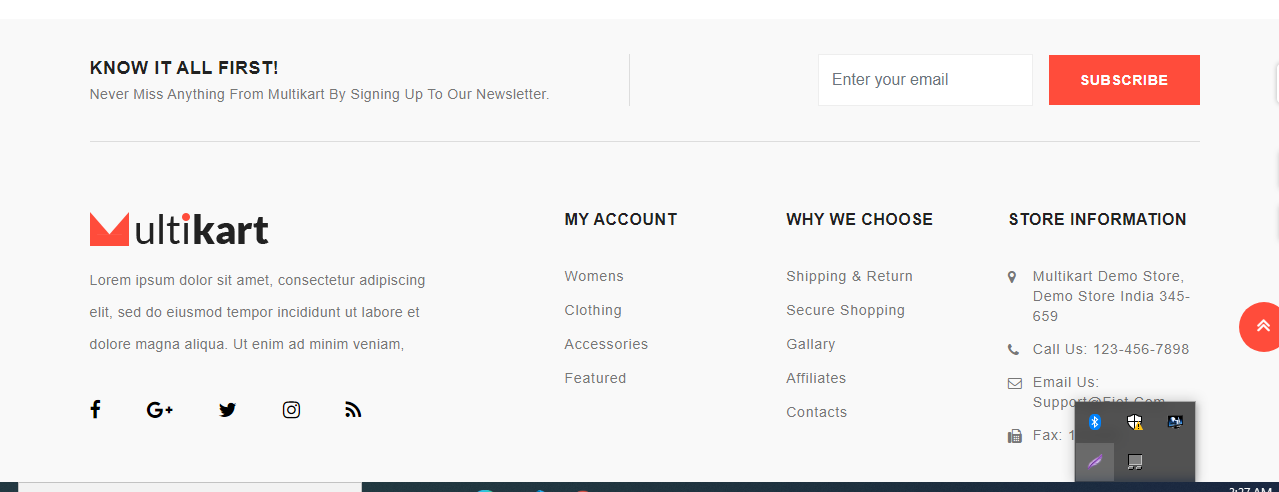 KNOW IT ALL FIRST!
Never Miss Anything From Multikart By Signing Up To Our Newsletter.
Enter your email
SUBSCRIBE
Multikart
Lorem ipsum dolor sit amet, consectetur adipiscing
elit, sed do eiusmod tempor incididunt ut labore et
dolore magna aliqua. Ut enim ad minim veniam,
MY ACCOUNT
Womens
Clothing
Accessories
Featured
WHY WE CHOOSE
Shipping & Return
Secure Shopping
Gallary
Affiliates
Contacts
STORE INFORMATION
Multikart Demo Store,
Demo Store India 345-
659
Call Us: 123-456-7898
Email Us:
Support@Fiot.Com
Fax: 1